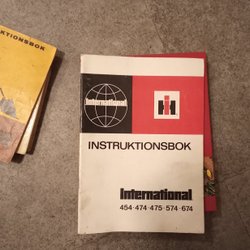 KTIONSBOK
International
IH
INSTRUKTIONSBOK
International
454-474-475-574-674